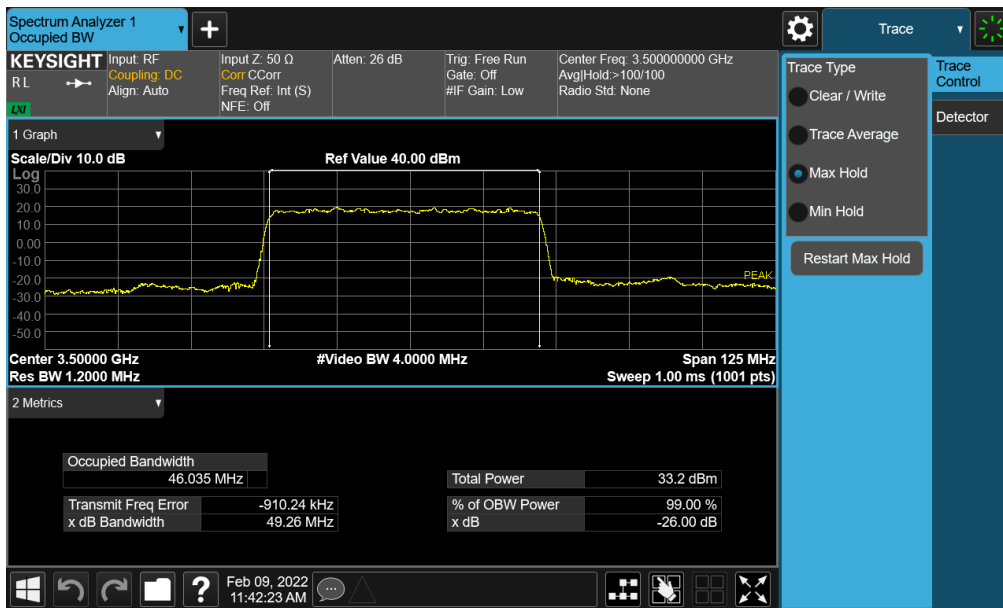 Spectrum Analyzer 1
Occupied BW
+
Trace
KEYSIGHT
R L
LXI
Input: RF
Coupling: DC
Align: Auto
Input Z: 50 Ω
Corr CCorr
Freq Ref: Int (S)
NFE: Off
Atten: 26 dB
Trig: Free Run
Gate: Off
#IF Gain: Low
Center Freq: 3.500000000 GHz
Avg|Hold:>100/100
Radio Std: None
Trace Type
Clear / Write
Trace Average
Max Hold
Min Hold
Restart Max Hold
Trace
Control
Detector
1 Graph
Scale/Div 10.0 dB
Ref Value 40.00 dBm
Log
30.0
20.0
10.0
0.00
-10.0
-20.0
-30.0
-40.0
-50.0
PEAK
Center 3.50000 GHz
#Video BW 4.0000 MHz
Span 125 MHz
Res BW 1.2000 MHz
Sweep 1.00 ms (1001 pts)
2 Metrics
Occupied Bandwidth
46.035 MHz
Total Power 33.2 dBm
Transmit Freq Error -910.24 kHz
% of OBW Power 99.00 %
x dB Bandwidth 49.26 MHz
x dB -26.00 dB
?
Feb 09, 2022
11:42:23 AM